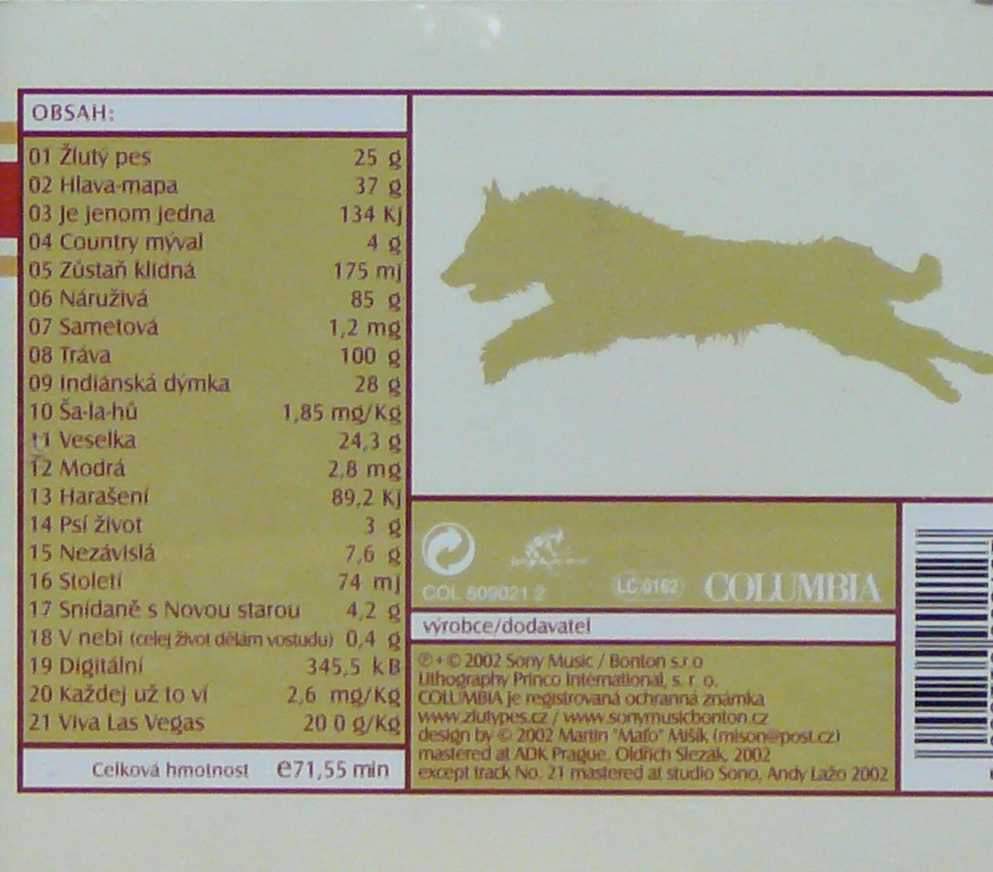 OBSAH:
01 Žlutý pes 25 g
02 Hlava-mapa 37 g
03 Je jenom jedna 134 KJ
04 Country mýval 4 g
05 Zůstaň klidná 175 mj
06 Náruživá 85 g
07 Sametová 1,2 mg
08 Tráva 100 g
09 Indiánská dýmka 28 g
10 Ša-la-hů 1,85 mg/Kg
11 Veselka 24,3 g
12 Modrá 2,8 mg
13 Harašení 89,2 KJ
14 Psí život 3 g
15 Nezávislá 7,6 g
16 Století 74 mj
17 Snídaně s Novou starou 4,2 g
18 V nebi (celej život dělám vostudu) 0,4 g
19 Digitální 345,5 kB
20 Každej už to ví 2,6 mg/Kg
21 Viva Las Vegas 20 0 g/Kg
Celková hmotnost e71,55 min
COL 509021 2
LC 0162
COLUMBIA
výrobce/dodavatel
℗+© 2002 Sony Music / Bonton s.r.o
Lithography Princo International, s. r. o.
COLUMBIA je registrovaná ochranná známka
www.zlutypes.cz / www.sonymusicbonton.cz
design by © 2002 Martin "Maťo" Mišík (mison@post.cz)
mastered at ADK Prague, Oldřich Slezák, 2002
except track No. 21 mastered at studio Sono, Andy Lažo 2002